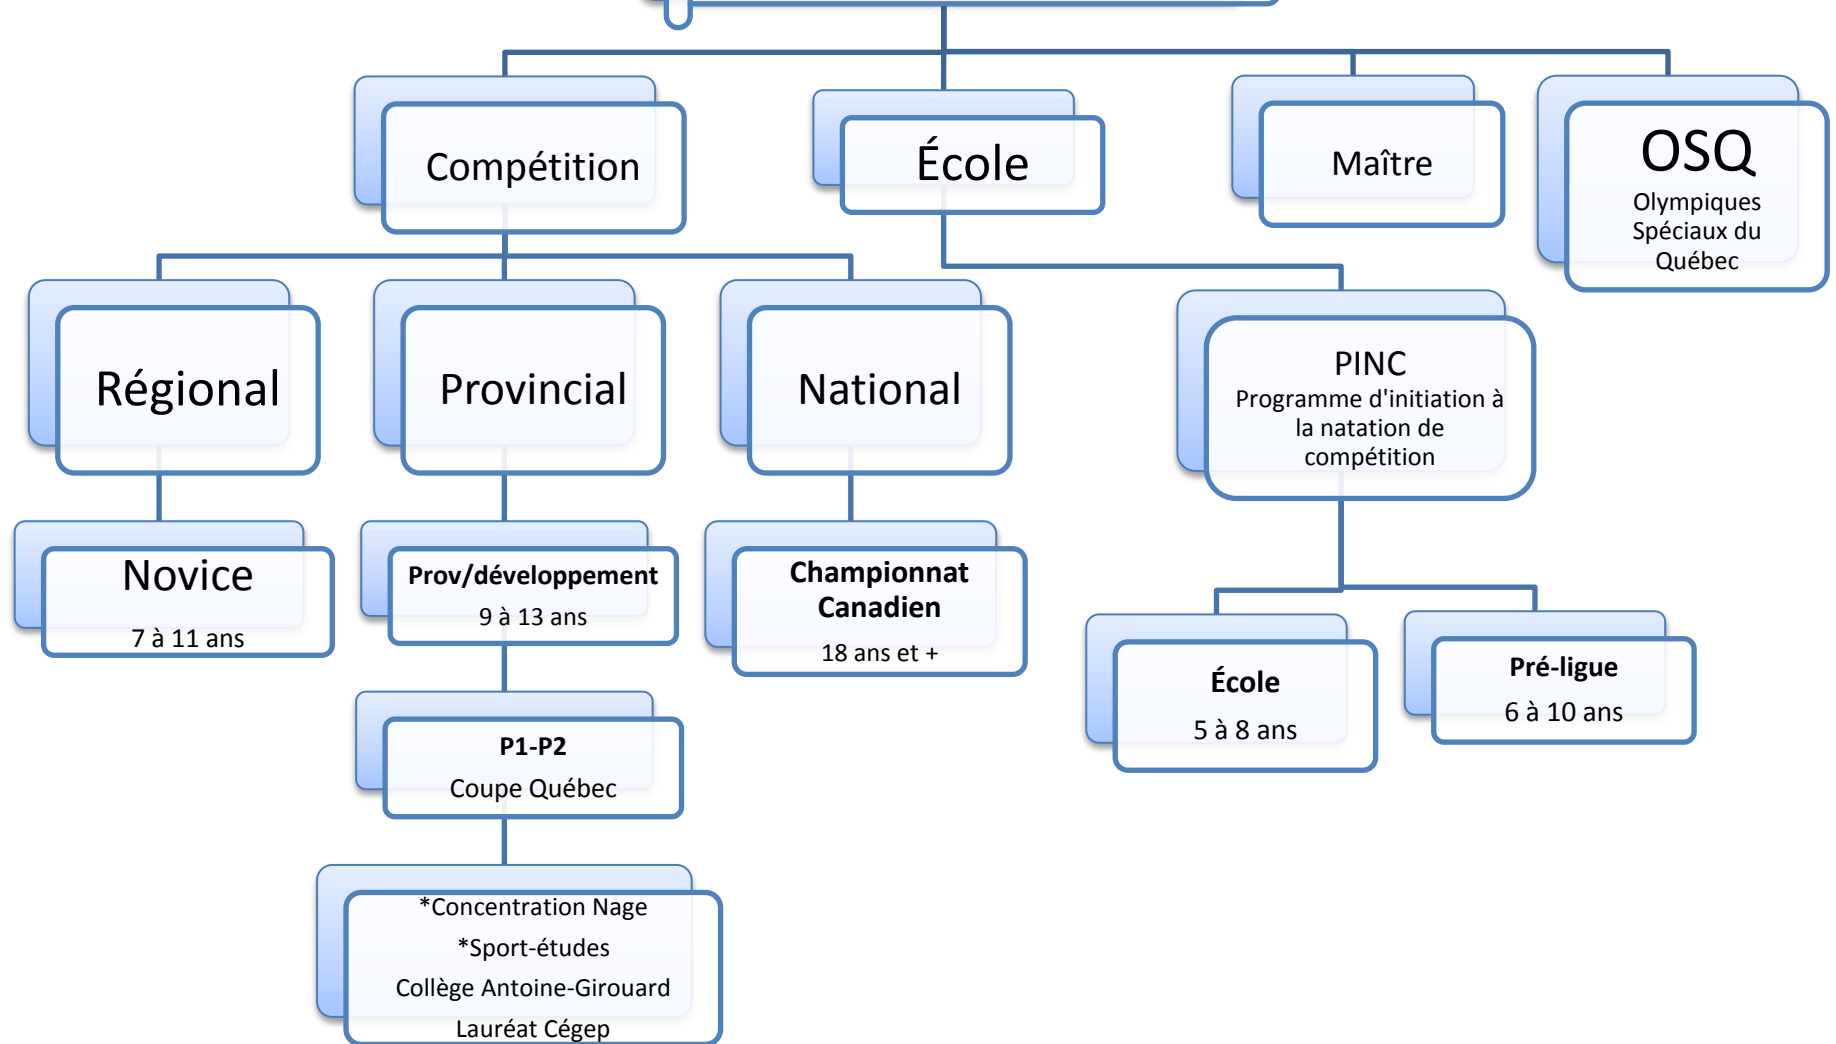 Compétition
École
Maître
OSQ
Olympiques
Spéciaux du
Québec
Régional
Provincial
National
PINC
Programme d'initiation à
la natation de
compétition
Novice
7 à 11 ans
Prov/développement
9 à 13 ans
Championnat
Canadien
18 ans et +
École
5 à 8 ans
Pré-ligue
6 à 10 ans
P1-P2
Coupe Québec
*Concentration Nage
*Sport-études
Collège Antoine-Girouard
Lauréat Cégep